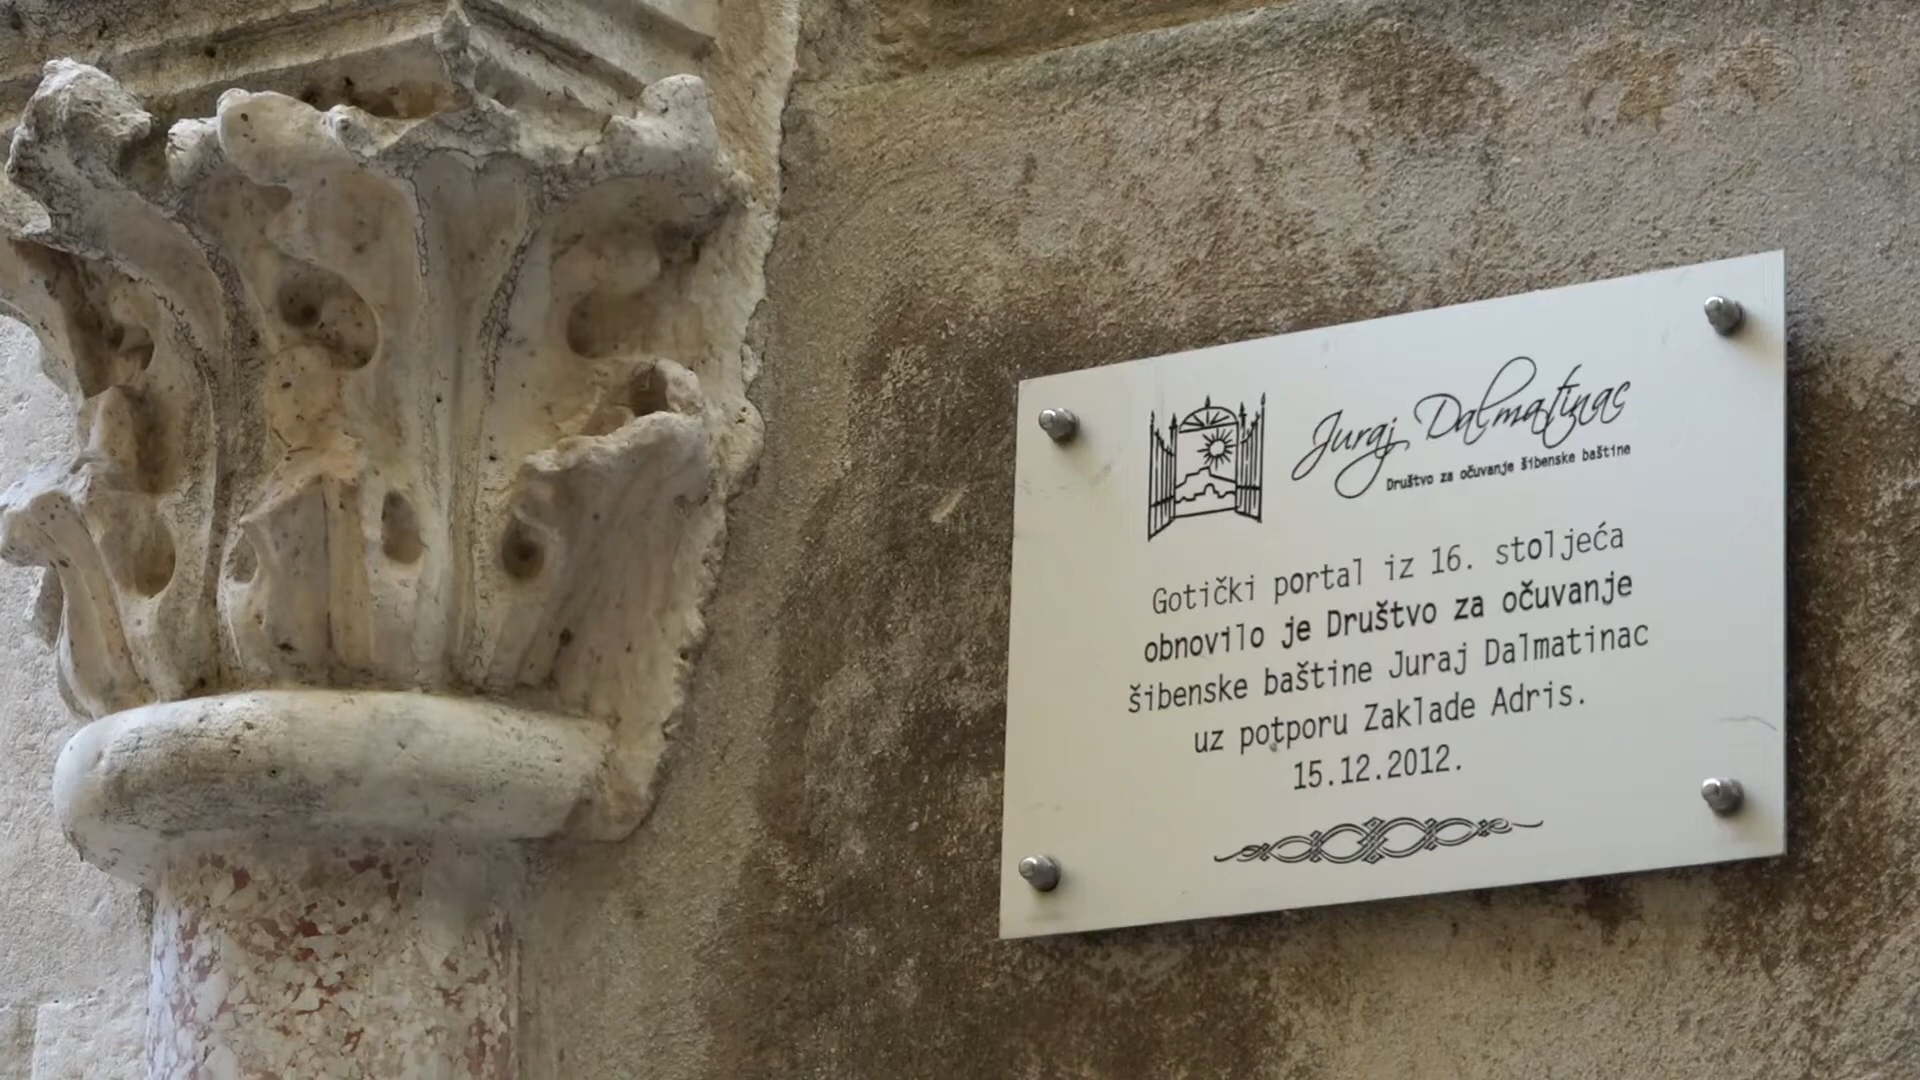 Juraj Dalmatinac
Društvo za očuvanje šibenske baštine
Gotički portal iz 16. stoljeća
obnovilo je Društvo za očuvanje
šibenske baštine Juraj Dalmatinac
uz potporu Zaklade Adris.
15.12.2012.